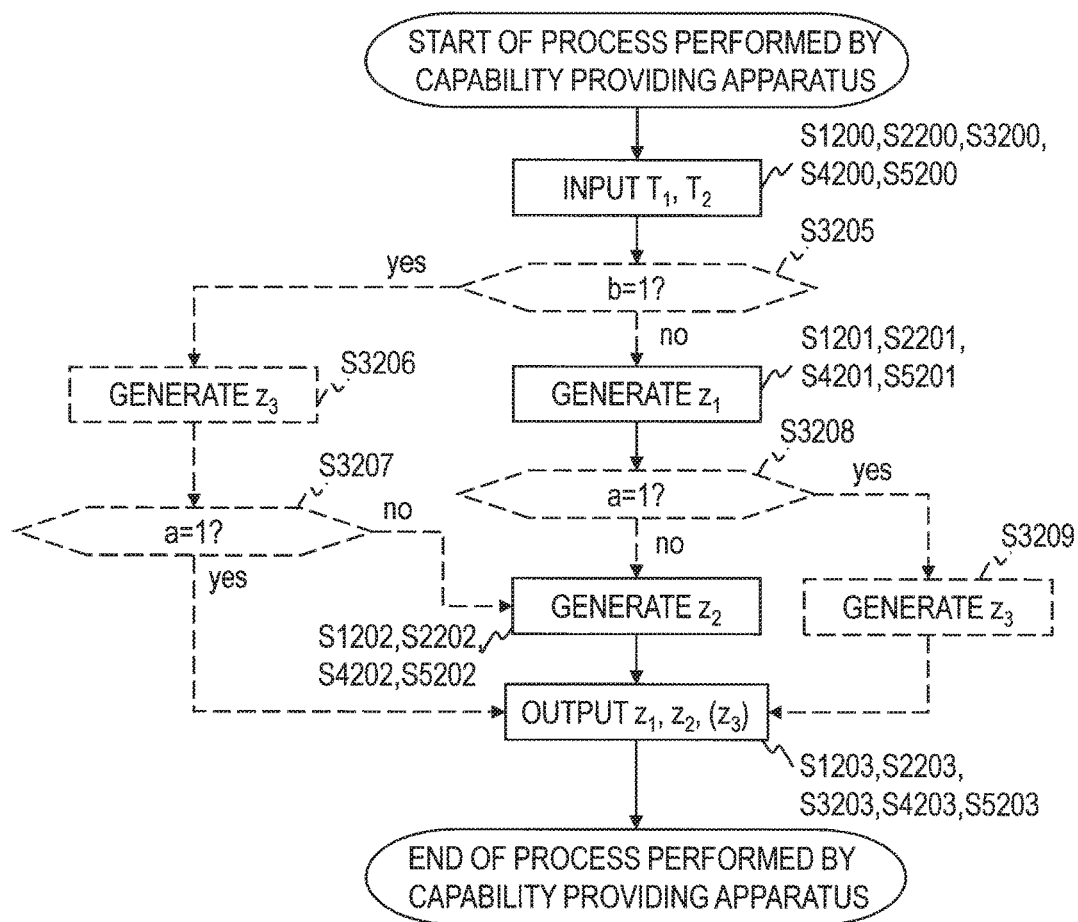 START OF PROCESS PERFORMED BY
CAPABILITY PROVIDING APPARATUS
S1200,S2200,S3200,
S4200,S5200
INPUT T₁, T₂
S3205
yes
b=1?
no
S1201,S2201,
S4201,S5201
S3206
GENERATE z₃
GENERATE z₁
S3208
S3207
yes
a=1?
no
a=1?
no
S3209
yes
GENERATE z₂
GENERATE z₃
S1202,S2202,
S4202,S5202
OUTPUT z₁, z₂, (z₃)
S1203,S2203,
S3203,S4203,S5203
END OF PROCESS PERFORMED BY
CAPABILITY PROVIDING APPARATUS